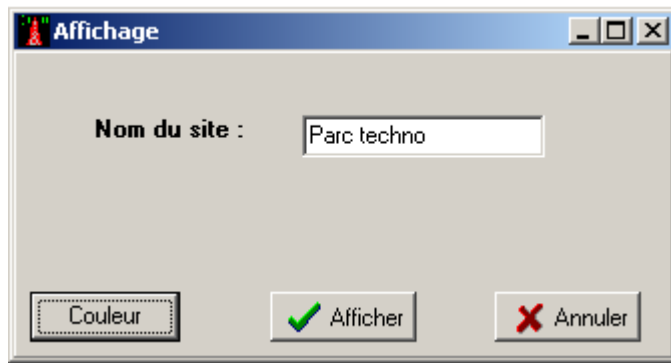 Affichage
Nom du site : Parc techno
Couleur Afficher Annuler